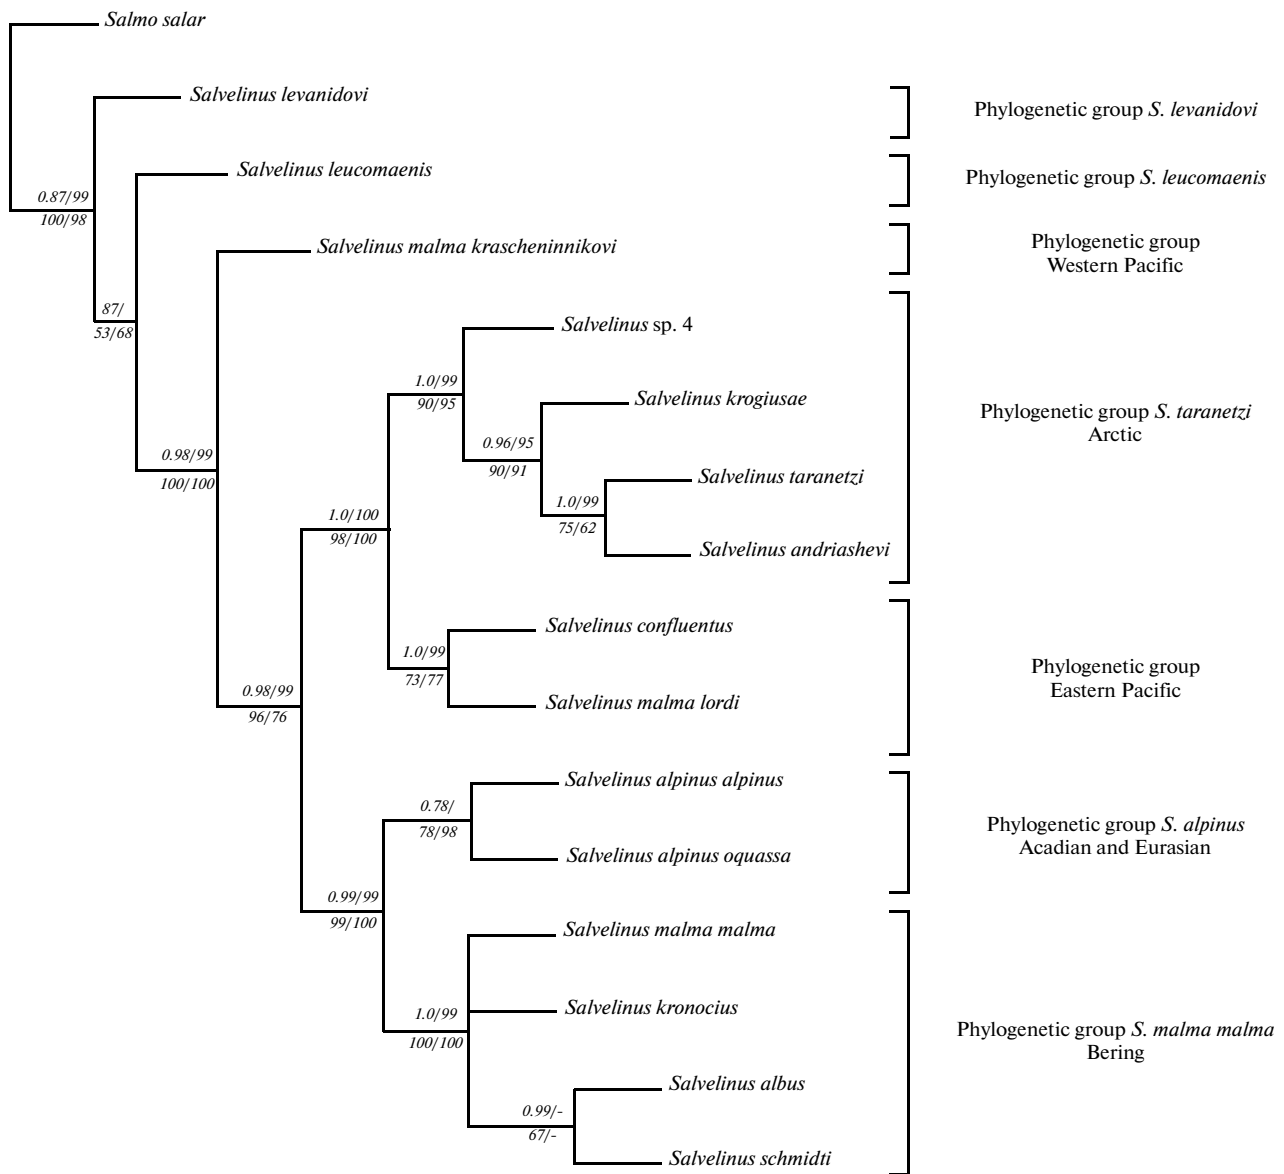 Salmo salar
Salvelinus levanidovi
Phylogenetic group S. levanidovi
Salvelinus leucomaenis
Phylogenetic group S. leucomaenis
0.87/99
100/98
Salvelinus malma krascheninnikovi
Phylogenetic group
Western Pacific
87/
53/68
Salvelinus sp. 4
1.0/99
90/95
Salvelinus krogiusae
Phylogenetic group S. taranetzi
Arctic
0.96/95
90/91
0.98/99
100/100
Salvelinus taranetzi
1.0/99
75/62
1.0/100
98/100
Salvelinus andriashevi
Salvelinus confluentus
1.0/99
73/77
Phylogenetic group
Eastern Pacific
0.98/99
96/76
Salvelinus malma lordi
Salvelinus alpinus alpinus
0.78/
78/98
Phylogenetic group S. alpinus
Acadian and Eurasian
Salvelinus alpinus oquassa
0.99/99
99/100
Salvelinus malma malma
Salvelinus kronocius
1.0/99
100/100
Phylogenetic group S. malma malma
Bering
Salvelinus albus
0.99/-
67/-
Salvelinus schmidti